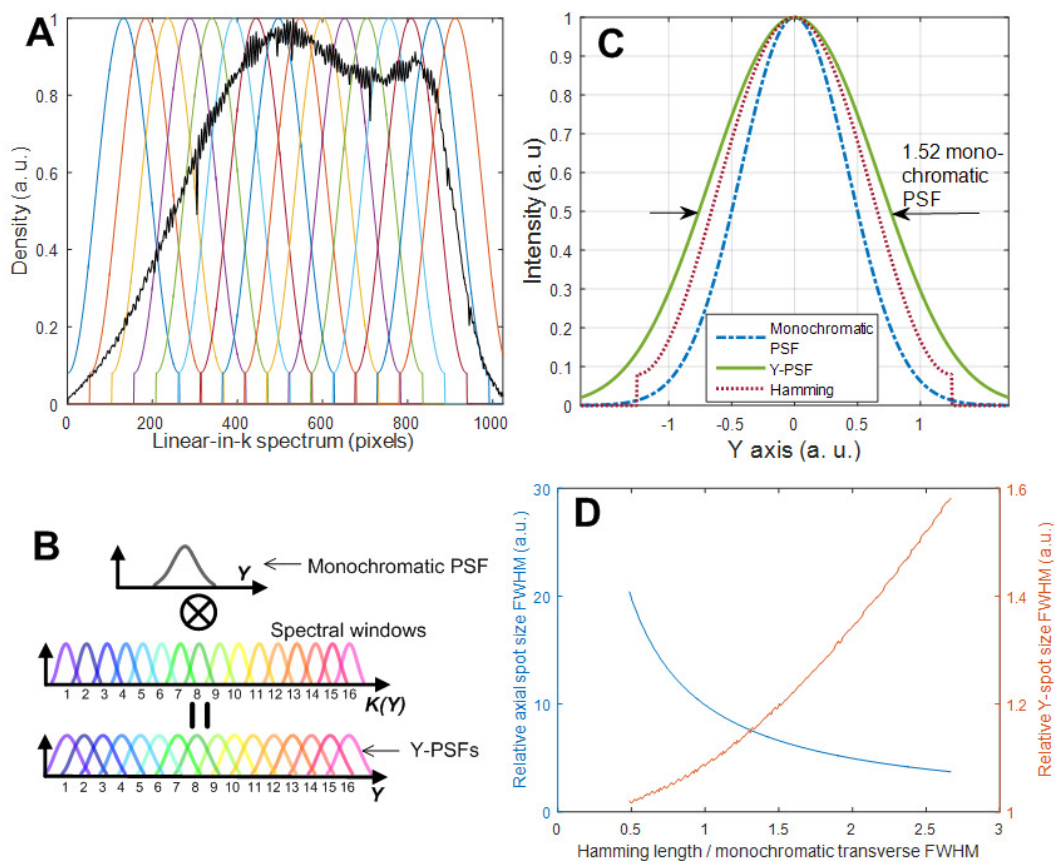 A
Density (a. u.)
1
0.8
0.6
0.4
0.2
0
0 200 400 600 800 1000
Linear-in-k spectrum (pixels)
C
Intensity (a. u)
1
0.9
0.8
0.7
0.6
0.5
0.4
0.3
0.2
0.1
0
1.52 mono-
chromatic
PSF
Monochromatic
PSF
Y-PSF
Hamming
-1 -0.5 0 0.5 1
Y axis (a. u.)
B
Y
Monochromatic PSF
Spectral windows
1 2 3 4 5 6 7 8 9 10 11 12 13 14 15 16
K(Y)
Y-PSFs
1 2 3 4 5 6 7 8 9 10 11 12 13 14 15 16
Y
D
Relative axial spot size FWHM (a.u.)
30
20
10
0
1.6
1.4
1.2
1
Relative Y-spot size FWHM (a.u.)
0 0.5 1 1.5 2 2.5 3
Hamming length / monochromatic transverse FWHM